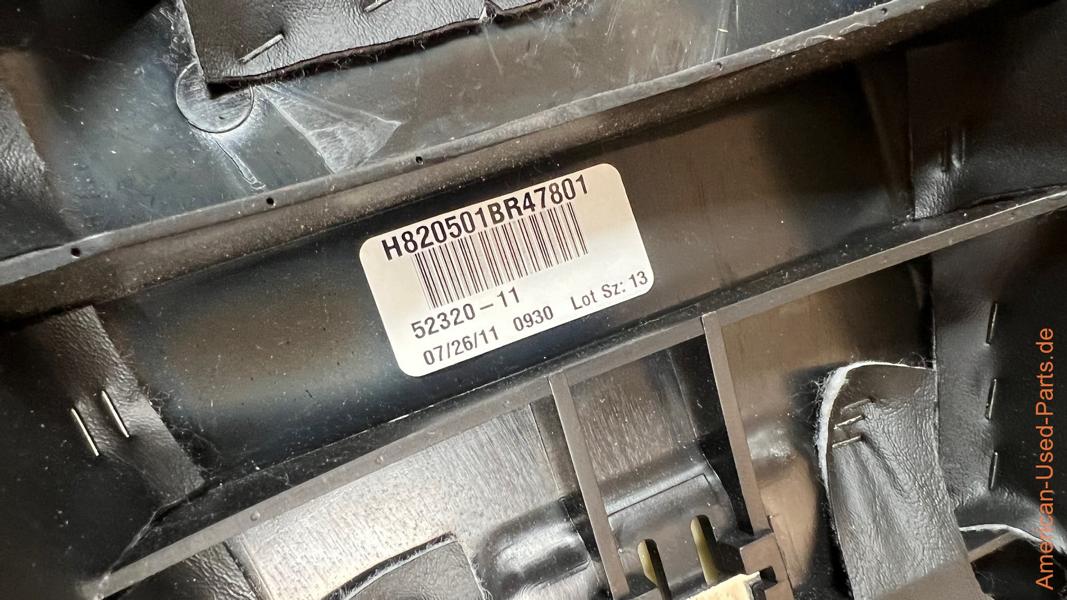 H820501BR47801
52320-11
07/26/11 0930 Lot Sz: 13
American-Used-Parts.de